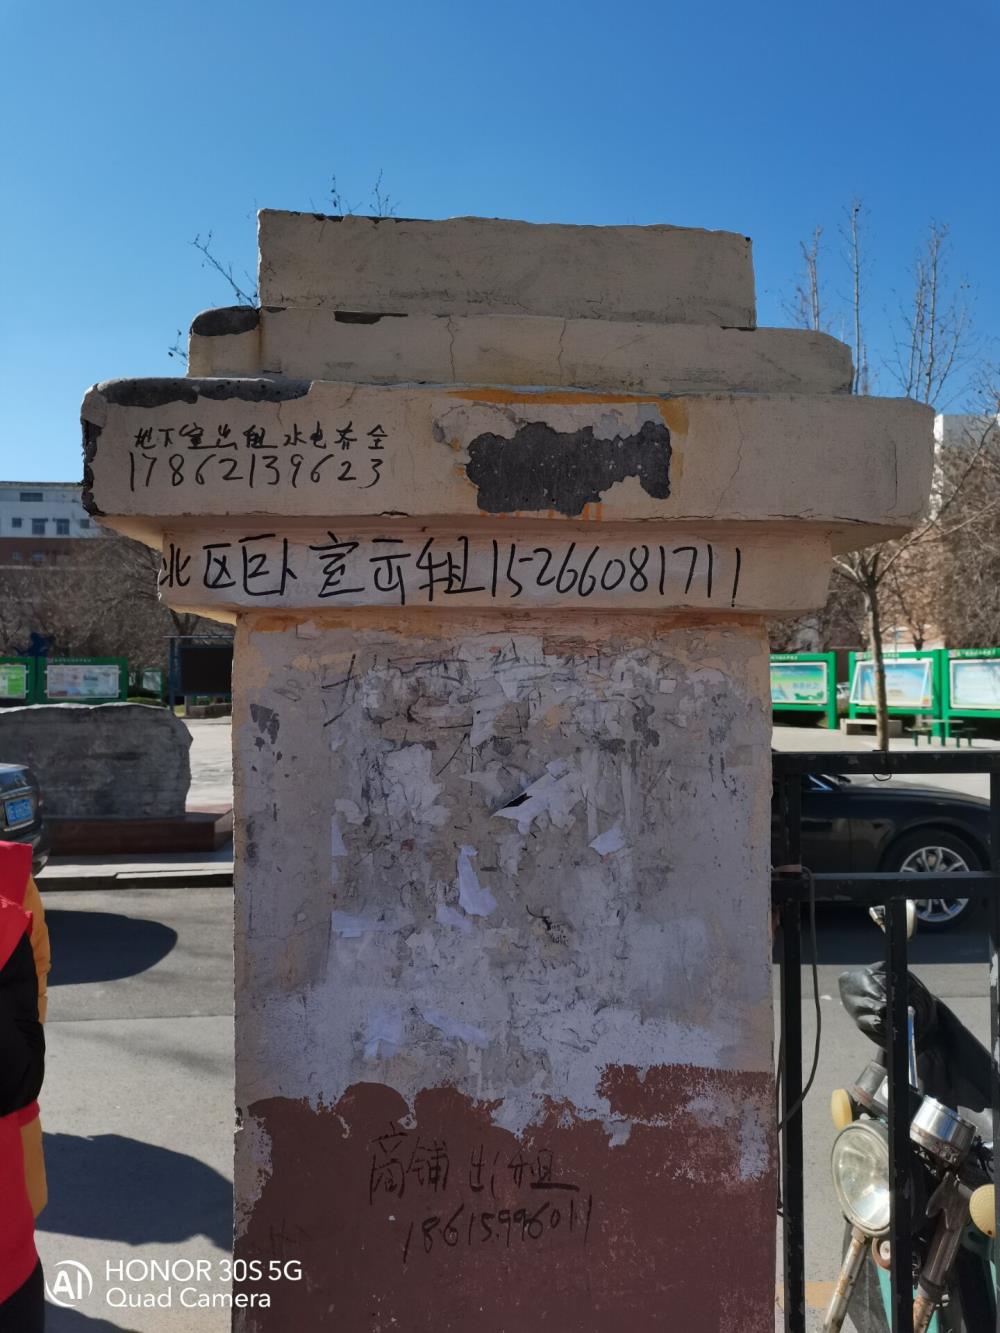 地下室出租水电齐全
17862139623
北区卧室出租15266081711
商铺出租
18615996011
HONOR 30S 5G
Quad Camera